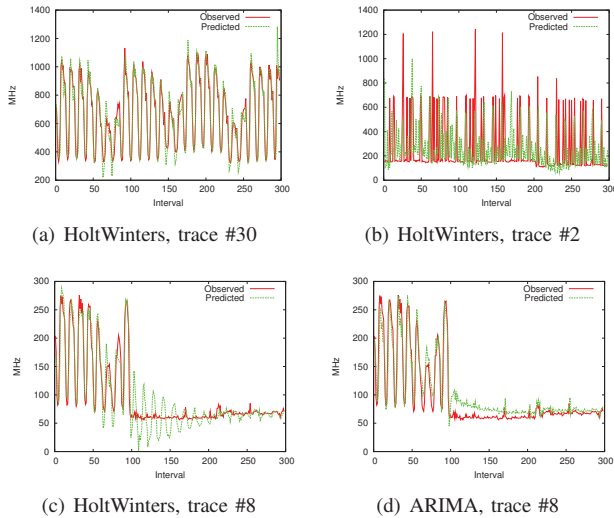 1400
1200
1000
800
600
400
200
0 50 100 150 200 250 300
MHz
Interval
Observed
Predicted
(a) HoltWinters, trace #30
1400
1200
1000
800
600
400
200
0
0 50 100 150 200 250 300
MHz
Interval
Observed
Predicted
(b) HoltWinters, trace #2
300
250
200
150
100
50
0
0 50 100 150 200 250 300
MHz
Interval
Observed
Predicted
(c) HoltWinters, trace #8
300
250
200
150
100
50
0
0 50 100 150 200 250 300
MHz
Interval
Observed
Predicted
(d) ARIMA, trace #8